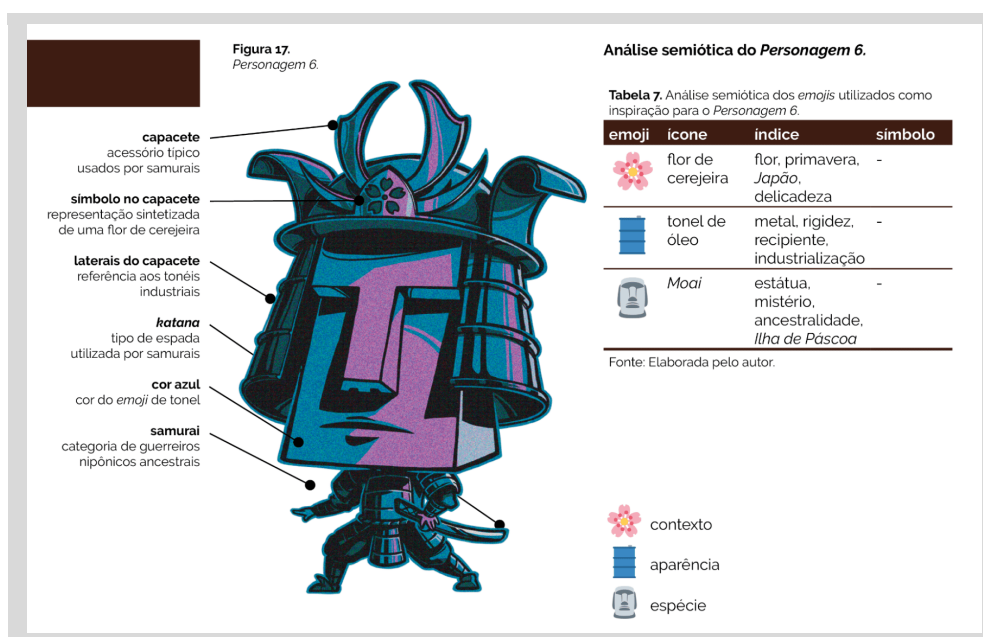 Figura 17.
Personagem 6.
capacete
acessório típico
usados por samurais
símbolo no capacete
representação sintetizada
de uma flor de cerejeira
laterais do capacete
referência aos tonéis
industriais
katana
tipo de espada
utilizada por samurais
cor azul
cor do emoji de tonel
samurai
categoria de guerreiros
nipônicos ancestrais
Análise semiótica do Personagem 6.
Tabela 7. Análise semiótica dos emojis utilizados como
inspiração para o Personagem 6.
emoji ícone índice símbolo
flor de flor, primavera, -
cerejeira Japão,
delicadeza
tonel de metal, rigidez, -
óleo recipiente,
industrialização
Moai estátua, -
mistério,
ancestralidade,
Ilha de Páscoa
Fonte: Elaborada pelo autor.
contexto
aparência
espécie